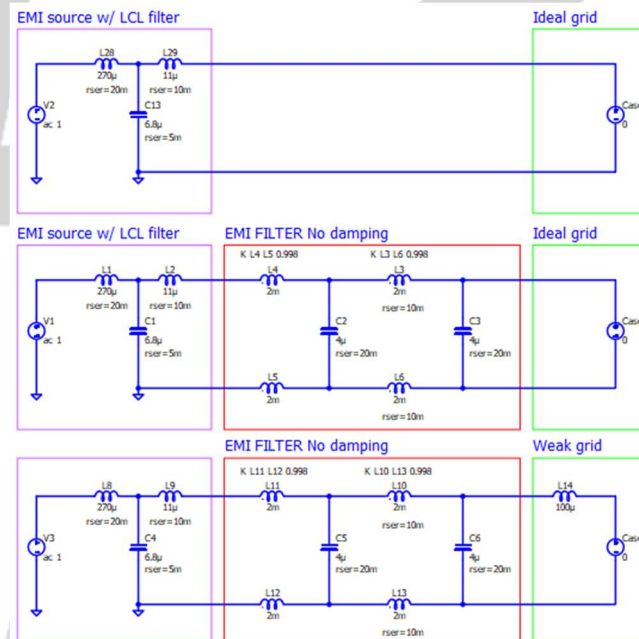 EMI source w/ LCL filter
Ideal grid
L28
270µ
rser=20m
L29
11µ
rser=10m
V2
ac 1
C13
6.8µ
rser=5m
0
EMI source w/ LCL filter
EMI FILTER No damping
Ideal grid
K L4 L5 0.998
K L3 L6 0.998
L1
270µ
rser=20m
L2
11µ
rser=10m
L4
2m
L3
2m
rser=10m
V1
ac 1
C1
6.8µ
rser=5m
C2
4µ
rser=20m
C3
4µ
rser=20m
0
L5
2m
L6
2m
rser=10m
EMI source w/ LCL filter
EMI FILTER No damping
Weak grid
K L11 L12 0.998
K L10 L13 0.998
L8
270µ
rser=20m
L9
11µ
rser=10m
L11
2m
L10
2m
rser=10m
L14
100µ
V3
ac 1
C4
6.8µ
rser=5m
C5
4µ
rser=20m
C6
4µ
rser=20m
0
L12
2m
L13
2m
rser=10m